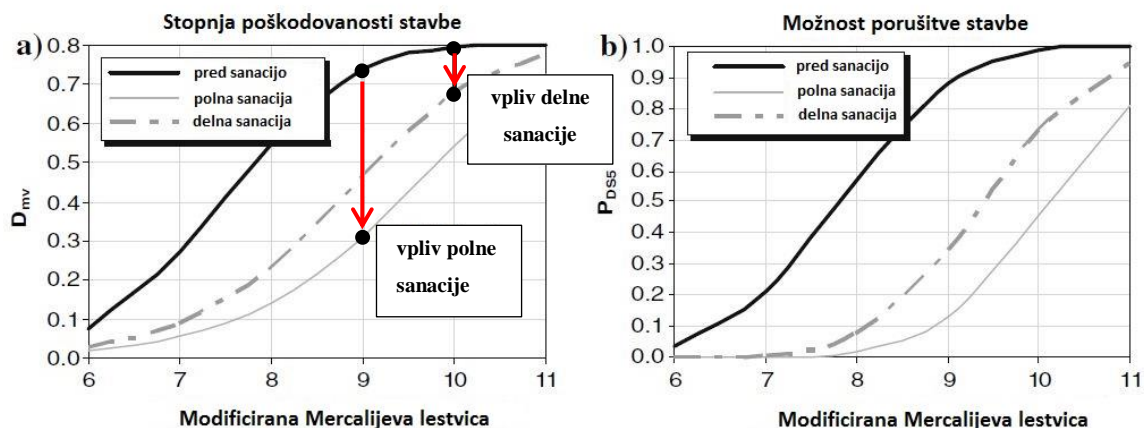 Stopnja poškodovanosti stavbe
a)
0.8
0.7
0.6
0.5
0.4
0.3
0.2
0.1
0.0
D mv
pred sanacijo
polna sanacija
delna sanacija
vpliv delne
sanacije
vpliv polne
sanacije
6 7 8 9 10 11
Modificirana Mercalijeva lestvica
Možnost porušitve stavbe
b)
1.0
0.9
0.8
0.7
0.6
0.5
0.4
0.3
0.2
0.1
0.0
P DS5
pred sanacijo
polna sanacija
delna sanacija
6 7 8 9 10 11
Modificirana Mercalijeva lestvica